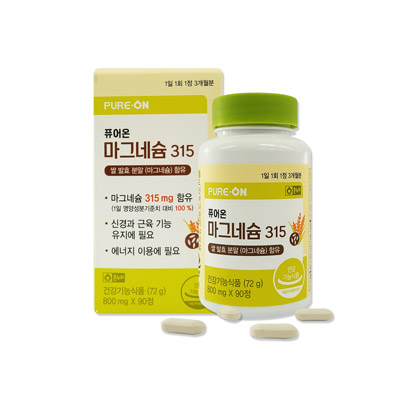 1일 1회 1정 3개월분
PURE-ON
퓨어온
마그네슘 315
쌀 발효 분말 (마그네슘) 함유
• 마그네슘 315 mg 함유
(1일 영양성분기준치 대비 100 %)
• 신경과 근육 기능
유지에 필요
• 에너지 이용에 필요
건강기능식품 (72 g)
800 mg X 90정
1일 1회 1정 3개월분
PURE-ON
퓨어온
마그네슘 315
쌀 발효 분말 (마그네슘) 함유
건강
기능식품
건강기능식품 (72 g)
800 mg X 90정